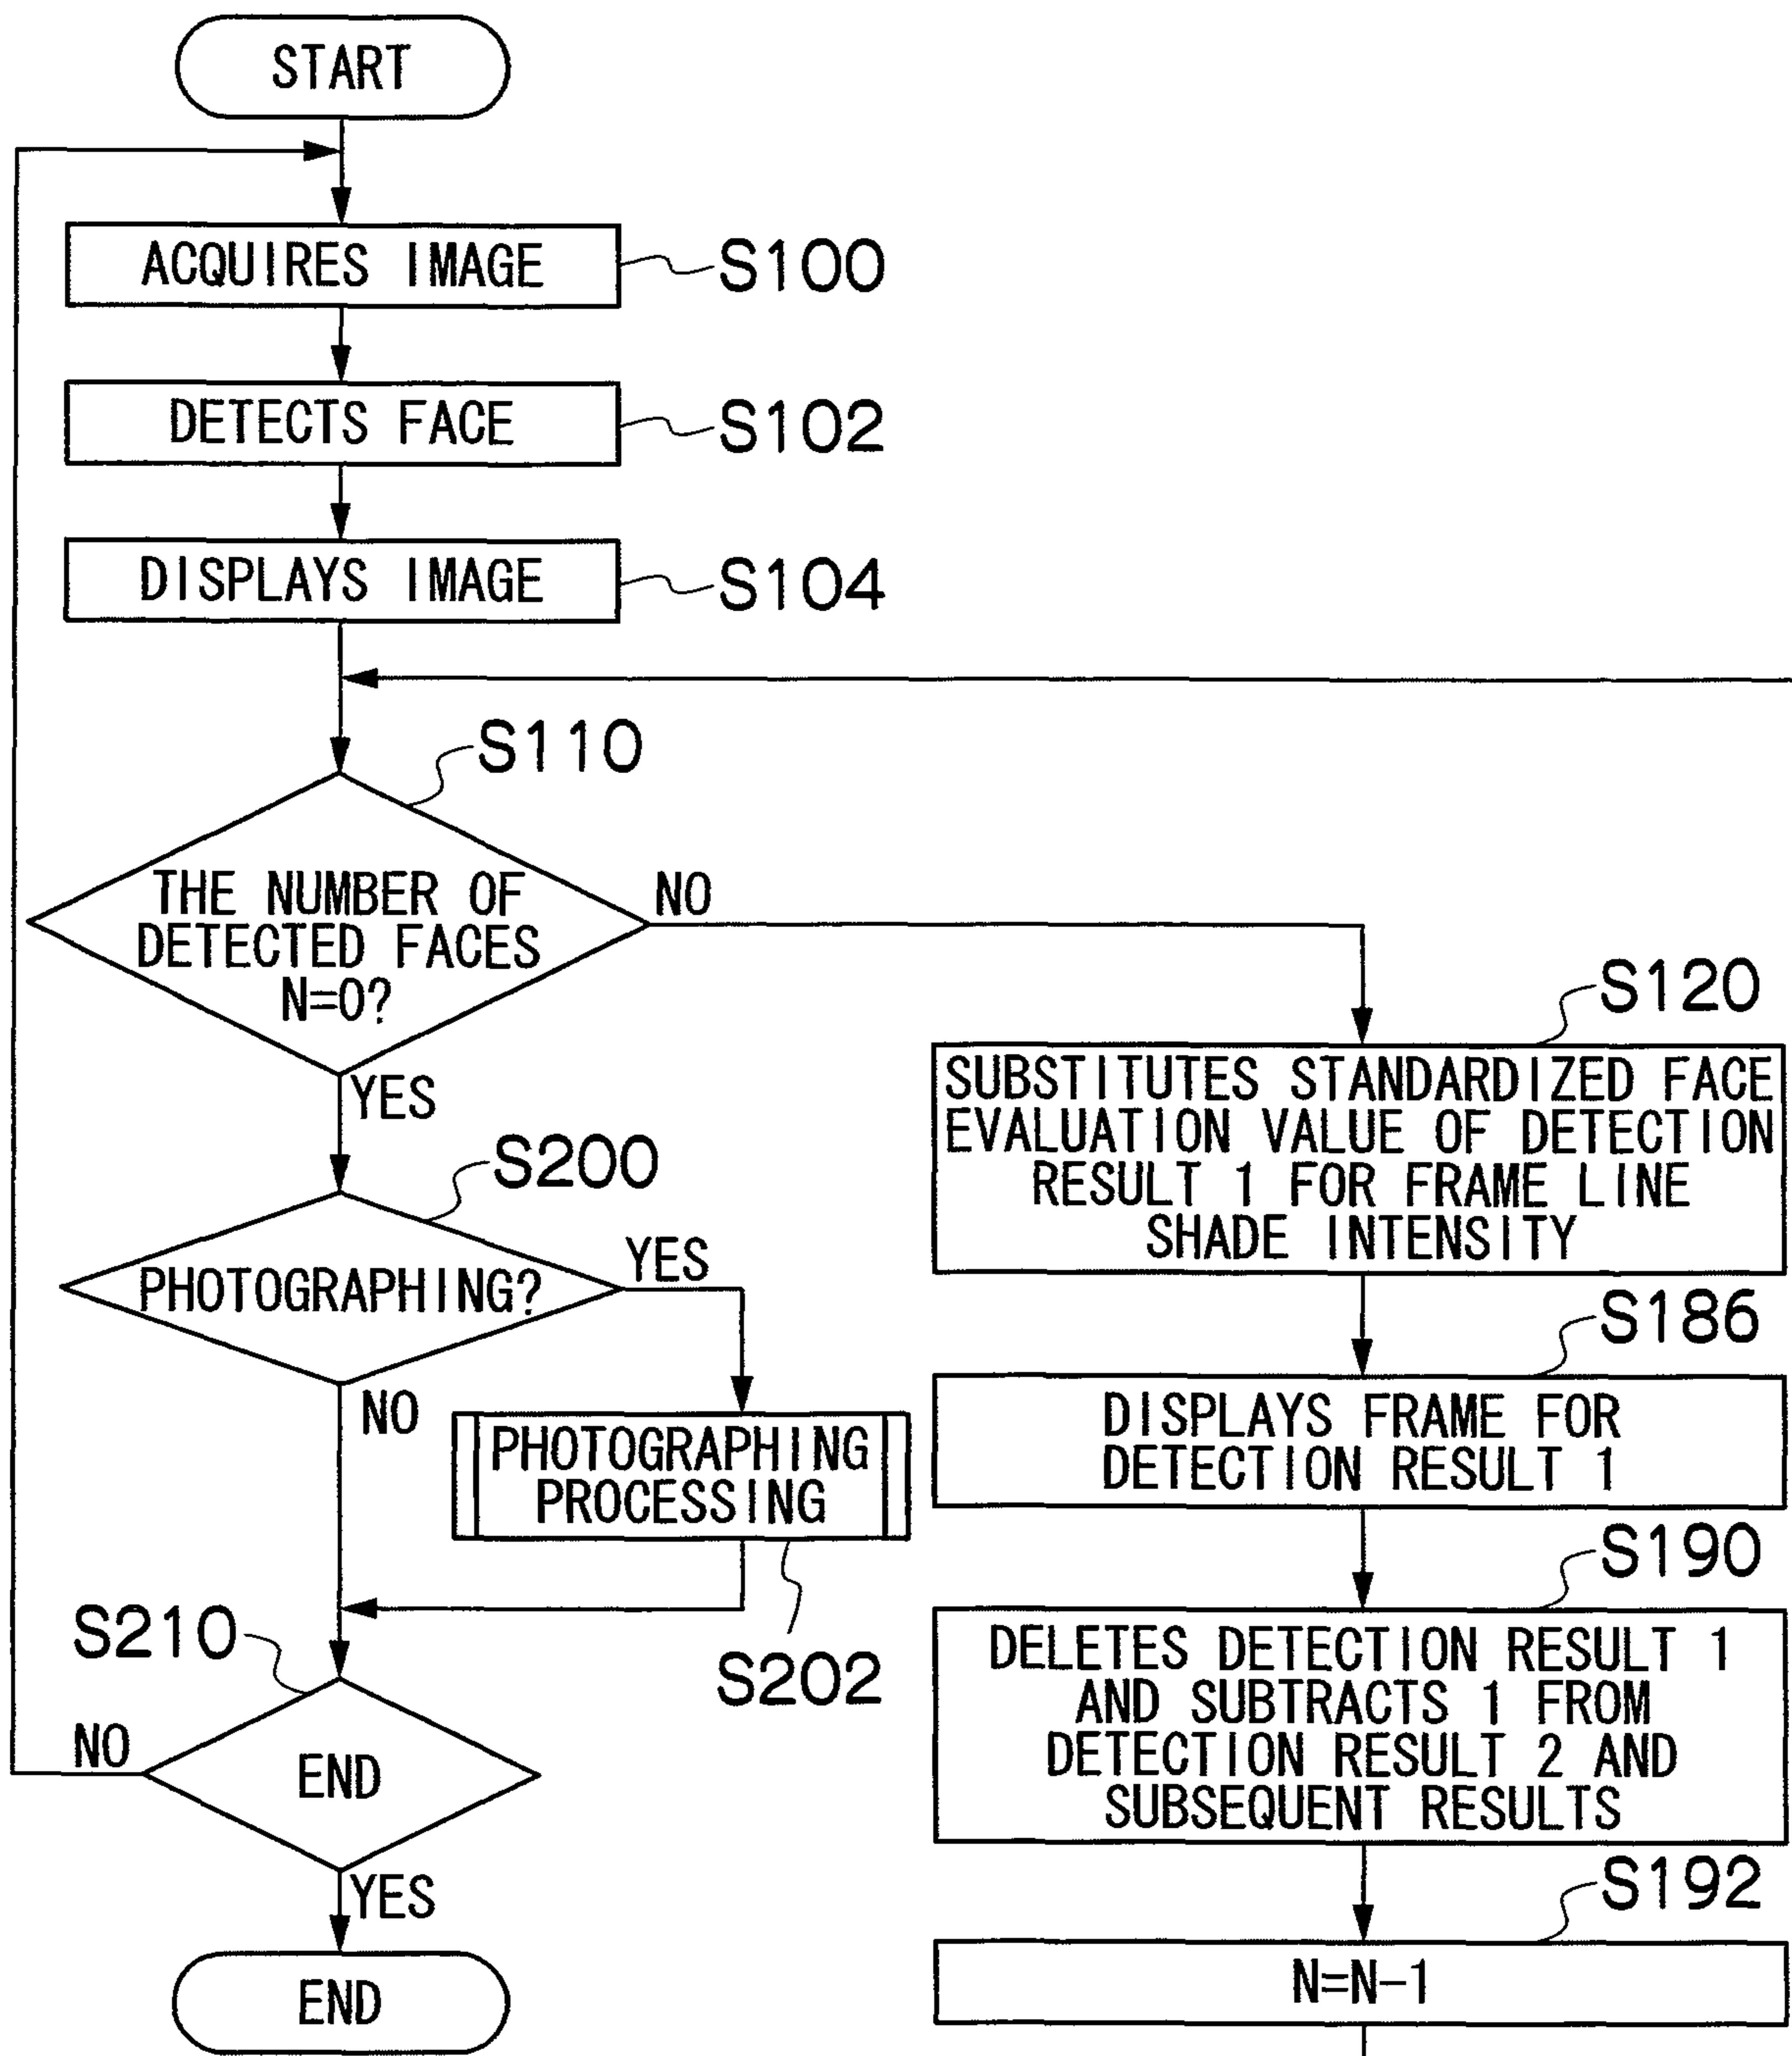 START
ACQUIRES IMAGE
S100
DETECTS FACE
S102
DISPLAYS IMAGE
S104
S110
THE NUMBER OF
DETECTED FACES
N=0?
NO
YES
S200
PHOTOGRAPHING?
YES
NO
PHOTOGRAPHING
PROCESSING
S202
S210
END
NO
YES
END
S120
SUBSTITUTES STANDARDIZED FACE
EVALUATION VALUE OF DETECTION
RESULT 1 FOR FRAME LINE
SHADE INTENSITY
S186
DISPLAYS FRAME FOR
DETECTION RESULT 1
S190
DELETES DETECTION RESULT 1
AND SUBTRACTS 1 FROM
DETECTION RESULT 2 AND
SUBSEQUENT RESULTS
S192
N=N-1